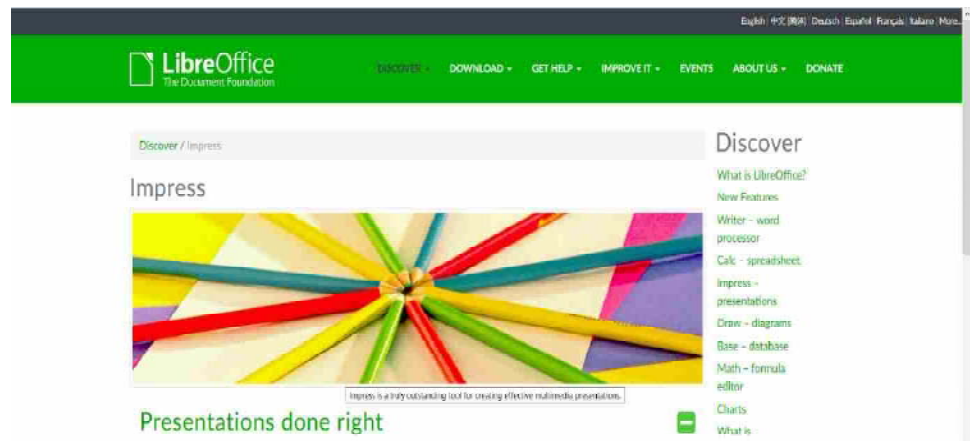 English | 中文 (简体) | Deutsch | Español | Français | Italiano | More...
LibreOffice
The Document Foundation
DISCOVER
DOWNLOAD
GET HELP
IMPROVE IT
EVENTS
ABOUT US
DONATE
Discover / Impress
Impress
Impress is a truly outstanding tool for creating effective multimedia presentations.
Presentations done right
Discover
What is LibreOffice?
New Features
Writer – word
processor
Calc – spreadsheet
Impress –
presentations
Draw – diagrams
Base – database
Math – formula
editor
Charts
What is